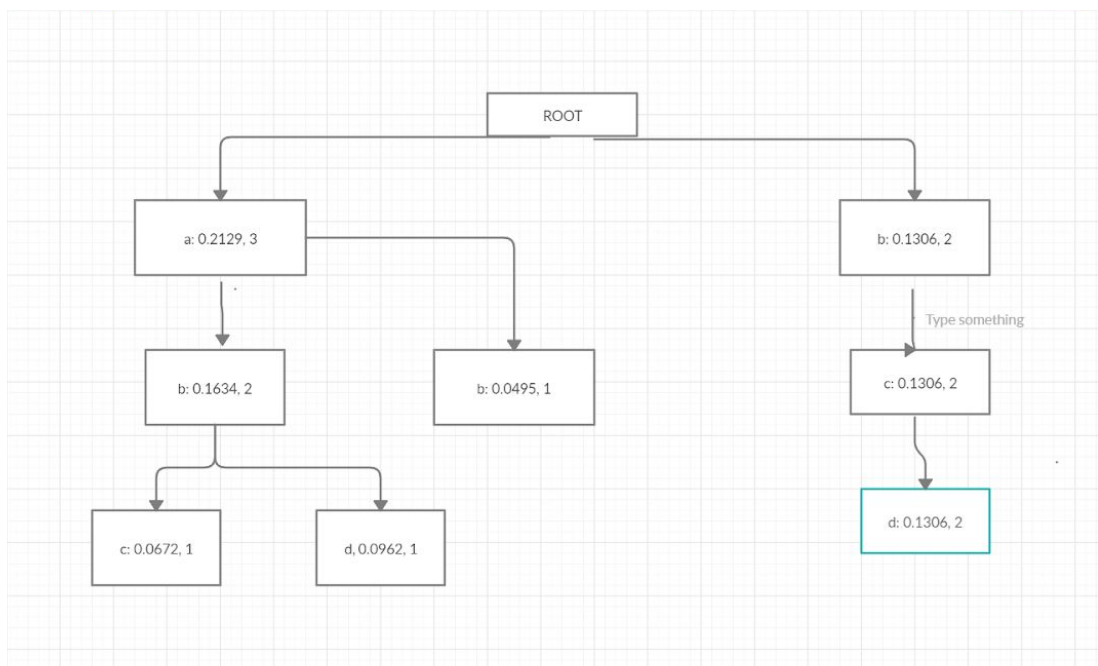 ROOT
a: 0.2129, 3
b: 0.1306, 2
Type something
b: 0.1634, 2
b: 0.0495, 1
c: 0.1306, 2
c: 0.0672, 1
d, 0.0962, 1
d: 0.1306, 2